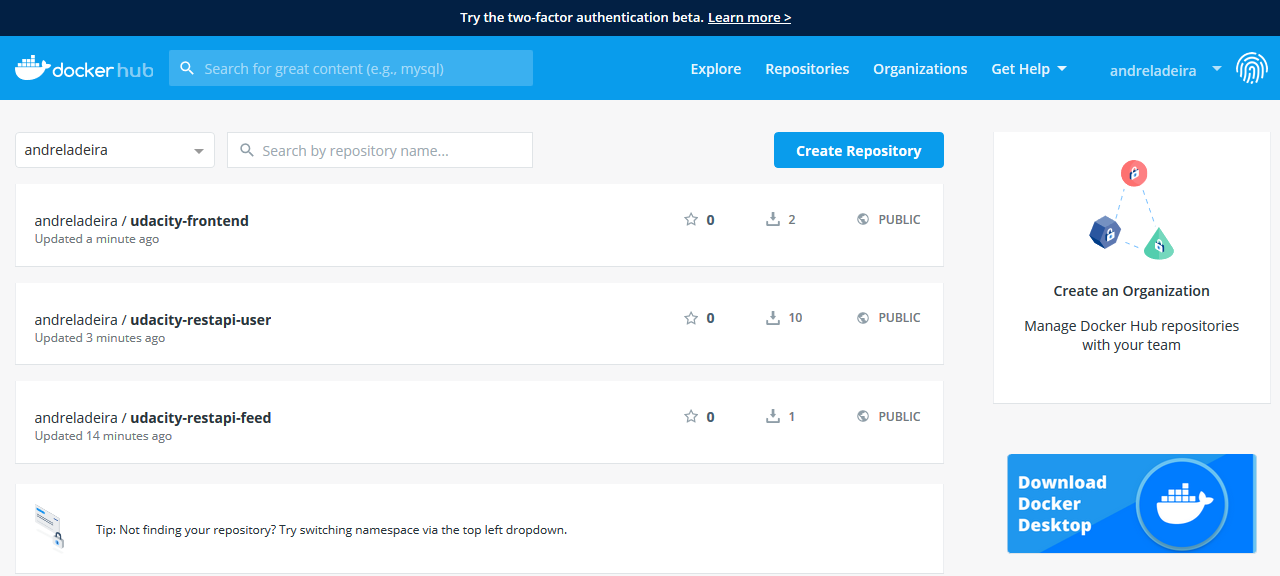 Try the two-factor authentication beta. Learn more >
docker hub
Search for great content (e.g., mysql)
Explore
Repositories
Organizations
Get Help
andreladeira
andreladeira
Search by repository name...
Create Repository
andreladeira / udacity-frontend
Updated a minute ago
0
2
PUBLIC
andreladeira / udacity-restapi-user
Updated 3 minutes ago
0
10
PUBLIC
andreladeira / udacity-restapi-feed
Updated 14 minutes ago
0
1
PUBLIC
Tip: Not finding your repository? Try switching namespace via the top left dropdown.
Create an Organization
Manage Docker Hub repositories
with your team
Download
Docker
Desktop